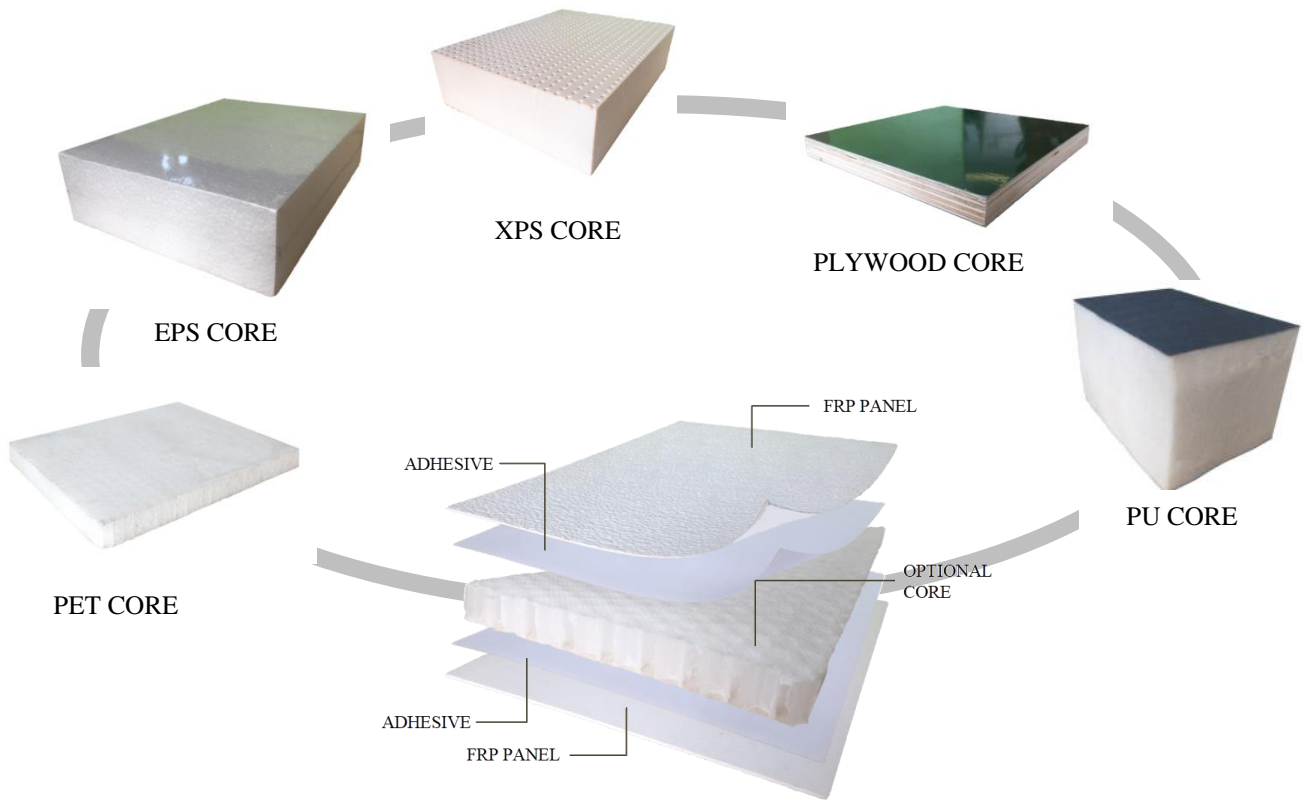 XPS CORE
PLYWOOD CORE
EPS CORE
FRP PANEL
ADHESIVE
PU CORE
OPTIONAL
CORE
PET CORE
ADHESIVE
FRP PANEL